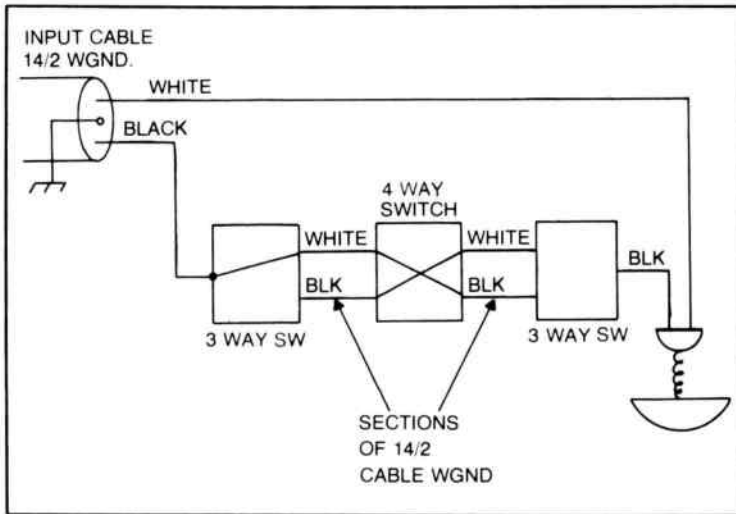 INPUT CABLE
14/2 WGND.
WHITE
BLACK
4 WAY
SWITCH
WHITE
WHITE
BLK
BLK
BLK
3 WAY SW
3 WAY SW
SECTIONS
OF 14/2
CABLE WGND